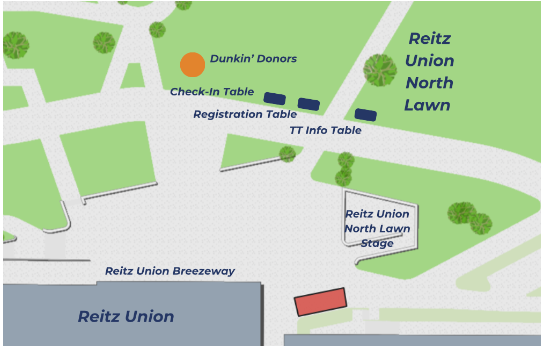 Reitz
Union
North
Lawn
Dunkin’ Donors
Check-In Table
Registration Table
TT Info Table
Reitz Union
North Lawn
Stage
Reitz Union Breezeway
Reitz Union